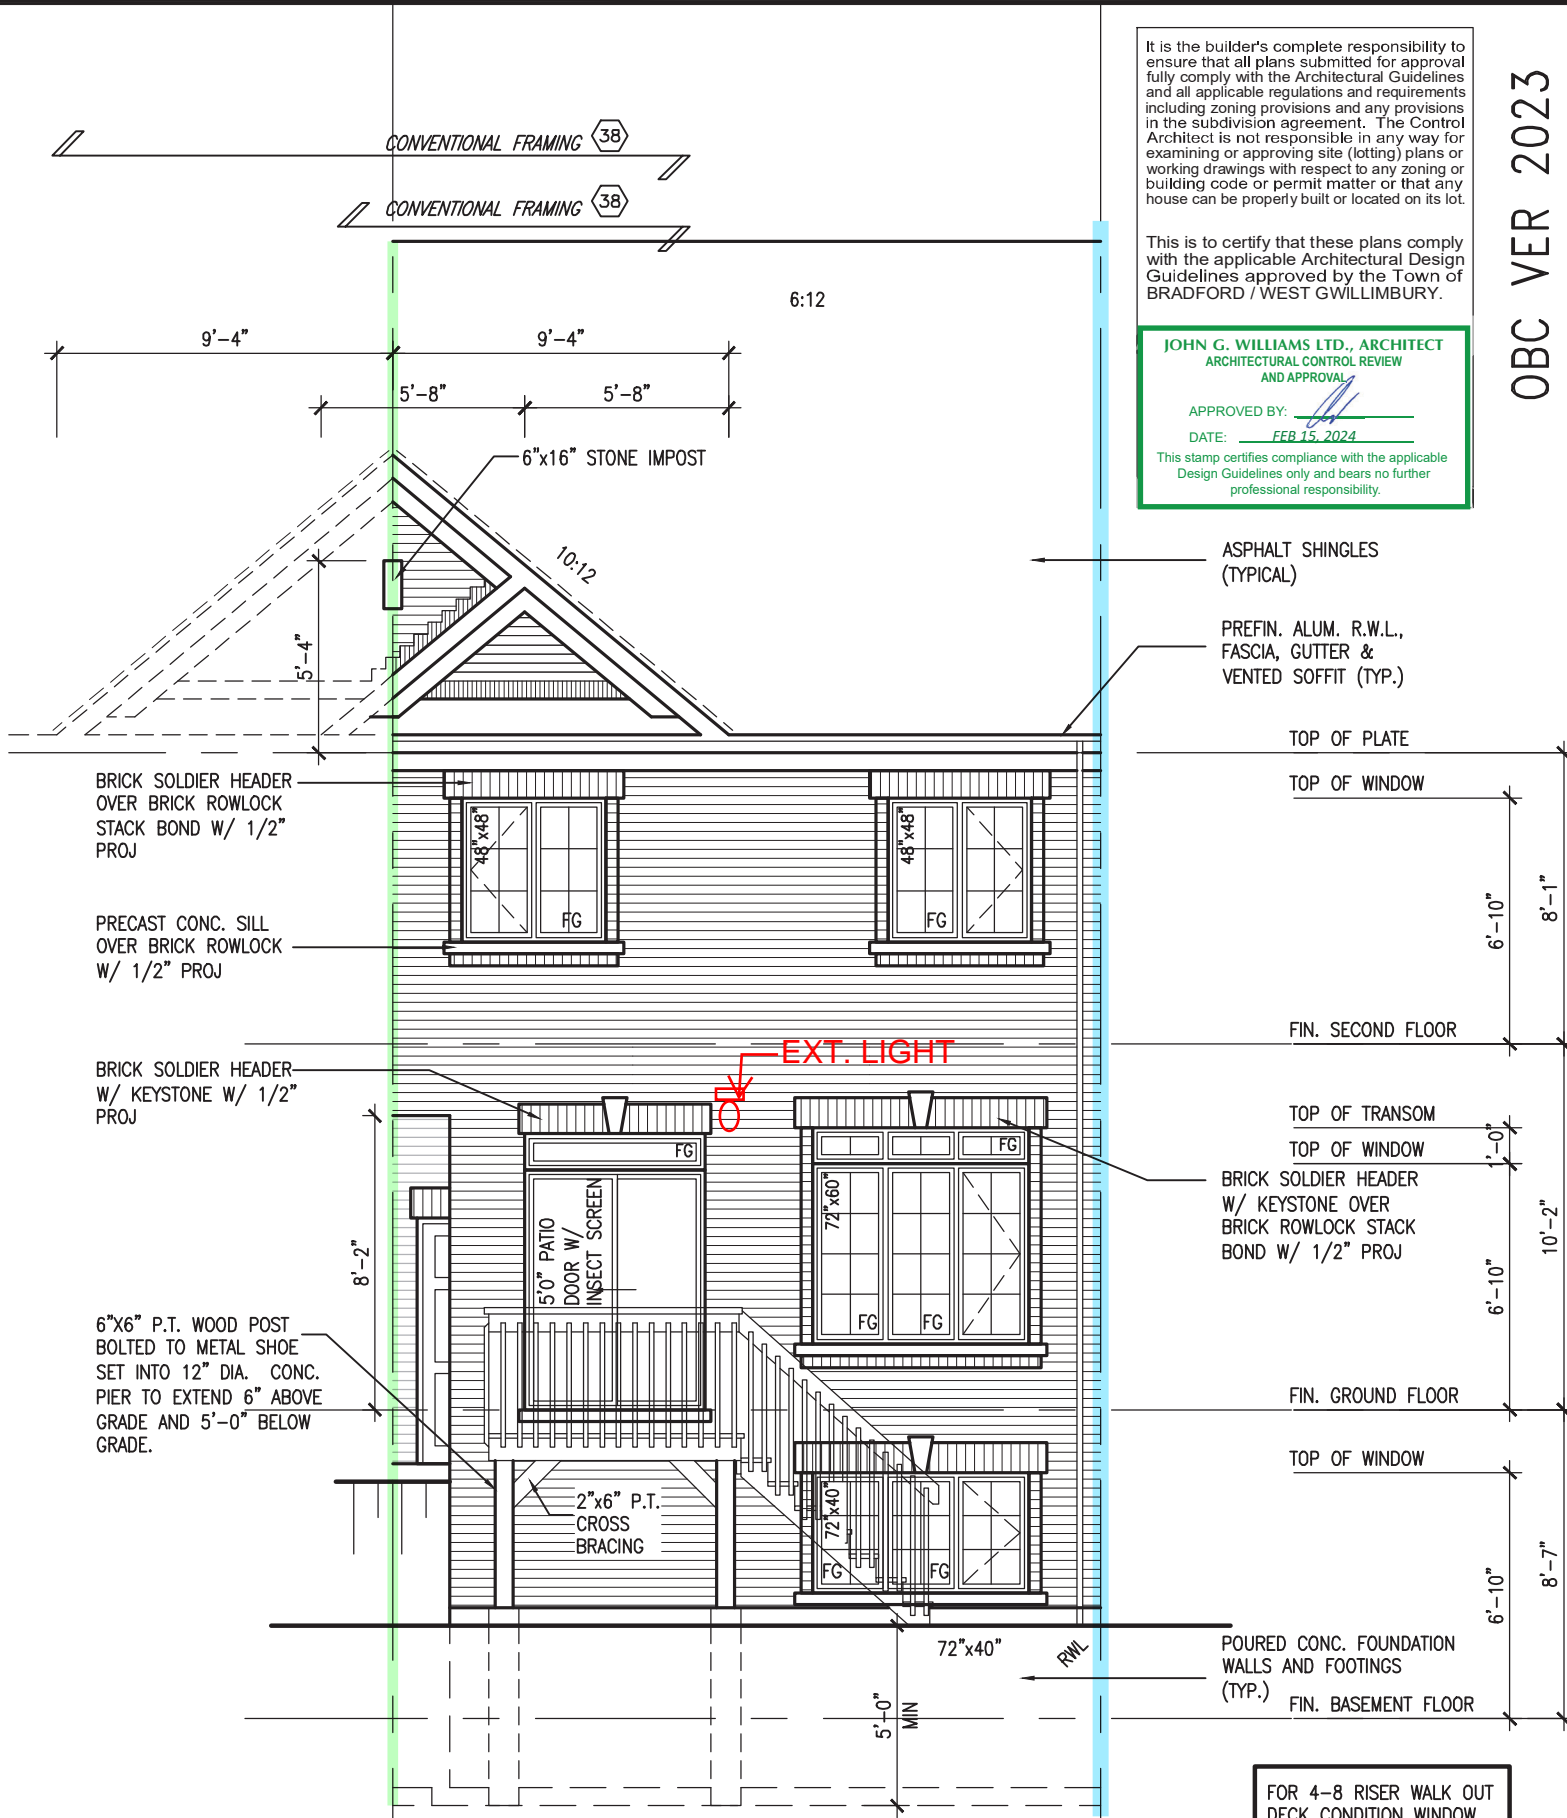 It is the builder's complete responsibility to
ensure that all plans submitted for approval
fully comply with the Architectural Guidelines
and all applicable regulations and requirements
including zoning provisions and any provisions
in the subdivision agreement. The Control
Architect is not responsible in any way for
examining or approving site (lotting) plans or
working drawings with respect to any zoning or
building code or permit matter or that any
house can be properly built or located on its lot.
This is to certify that these plans comply
with the applicable Architectural Design
Guidelines approved by the Town of
BRADFORD / WEST GWILLIMBURY.
JOHN G. WILLIAMS LTD., ARCHITECT
ARCHITECTURAL CONTROL REVIEW
AND APPROVAL
APPROVED BY:
DATE: FEB 15, 2024
This stamp certifies compliance with the applicable
Design Guidelines only and bears no further
professional responsibility.
OBC VER 2023
CONVENTIONAL FRAMING 38
CONVENTIONAL FRAMING 38
6:12
9'-4"
9'-4"
5'-8"
5'-8"
6"x16" STONE IMPOST
10:12
5'-4"
ASPHALT SHINGLES
(TYPICAL)
PREFIN. ALUM. R.W.L.,
FASCIA, GUTTER &
VENTED SOFFIT (TYP.)
TOP OF PLATE
TOP OF WINDOW
BRICK SOLDIER HEADER
OVER BRICK ROWLOCK
STACK BOND W/ 1/2"
PROJ
48"x48"
FG
48"x48"
FG
6'-10"
8'-1"
PRECAST CONC. SILL
OVER BRICK ROWLOCK
W/ 1/2" PROJ
FIN. SECOND FLOOR
EXT. LIGHT
BRICK SOLDIER HEADER
W/ KEYSTONE W/ 1/2"
PROJ
TOP OF TRANSOM
TOP OF WINDOW
1'-0"
FG
FG
72"x60"
FG
FG
5'0" PATIO
DOOR W/
INSECT SCREEN
BRICK SOLDIER HEADER
W/ KEYSTONE OVER
BRICK ROWLOCK STACK
BOND W/ 1/2" PROJ
8'-2"
6'-10"
10'-2"
6"X6" P.T. WOOD POST
BOLTED TO METAL SHOE
SET INTO 12" DIA. CONC.
PIER TO EXTEND 6" ABOVE
GRADE AND 5'-0" BELOW
GRADE.
FIN. GROUND FLOOR
TOP OF WINDOW
2"x6" P.T.
CROSS
BRACING
72"x40"
FG
FG
6'-10"
8'-7"
72"x40"
RWL
5'-0"
MIN
POURED CONC. FOUNDATION
WALLS AND FOOTINGS
(TYP.)
FIN. BASEMENT FLOOR
FOR 4-8 RISER WALK OUT
DECK CONDITION WINDOW